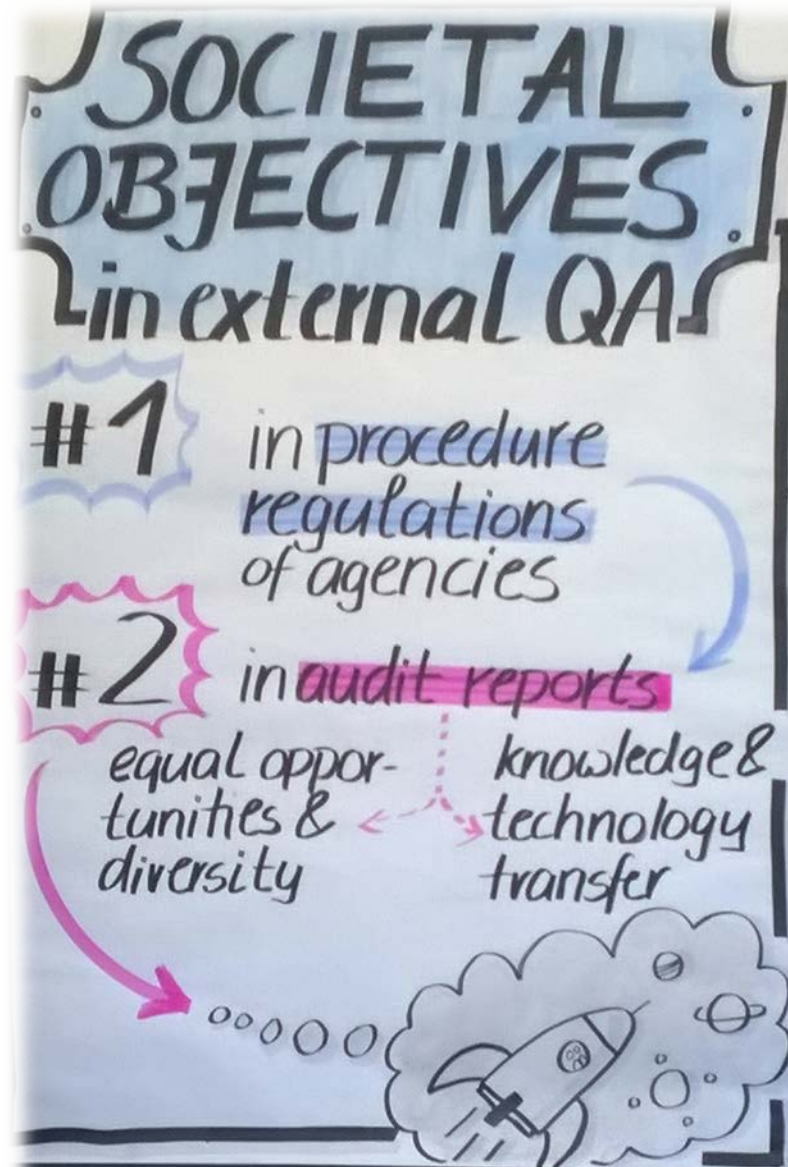 SOCIETAL
OBJECTIVES
in external QA
#1
in procedure
regulations
of agencies
#2
in audit reports
equal oppor-
tunities &
diversity
knowledge &
technology
transfer